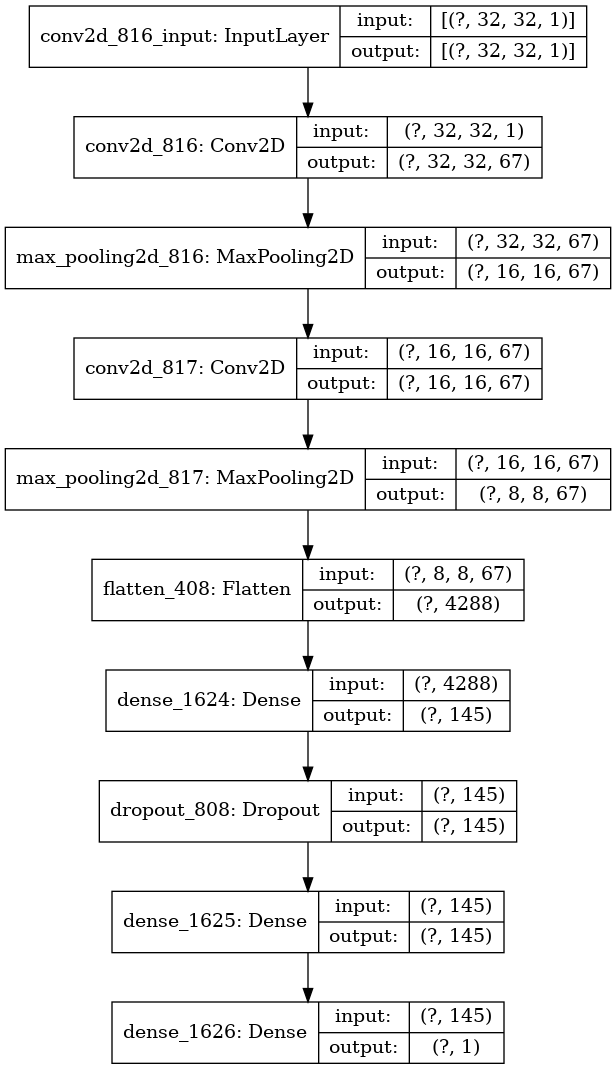 conv2d_816_input: InputLayer
input: [(?, 32, 32, 1)]
output: [(?, 32, 32, 1)]
conv2d_816: Conv2D
input: (?, 32, 32, 1)
output: (?, 32, 32, 67)
max_pooling2d_816: MaxPooling2D
input: (?, 32, 32, 67)
output: (?, 16, 16, 67)
conv2d_817: Conv2D
input: (?, 16, 16, 67)
output: (?, 16, 16, 67)
max_pooling2d_817: MaxPooling2D
input: (?, 16, 16, 67)
output: (?, 8, 8, 67)
flatten_408: Flatten
input: (?, 8, 8, 67)
output: (?, 4288)
dense_1624: Dense
input: (?, 4288)
output: (?, 145)
dropout_808: Dropout
input: (?, 145)
output: (?, 145)
dense_1625: Dense
input: (?, 145)
output: (?, 145)
dense_1626: Dense
input: (?, 145)
output: (?, 1)